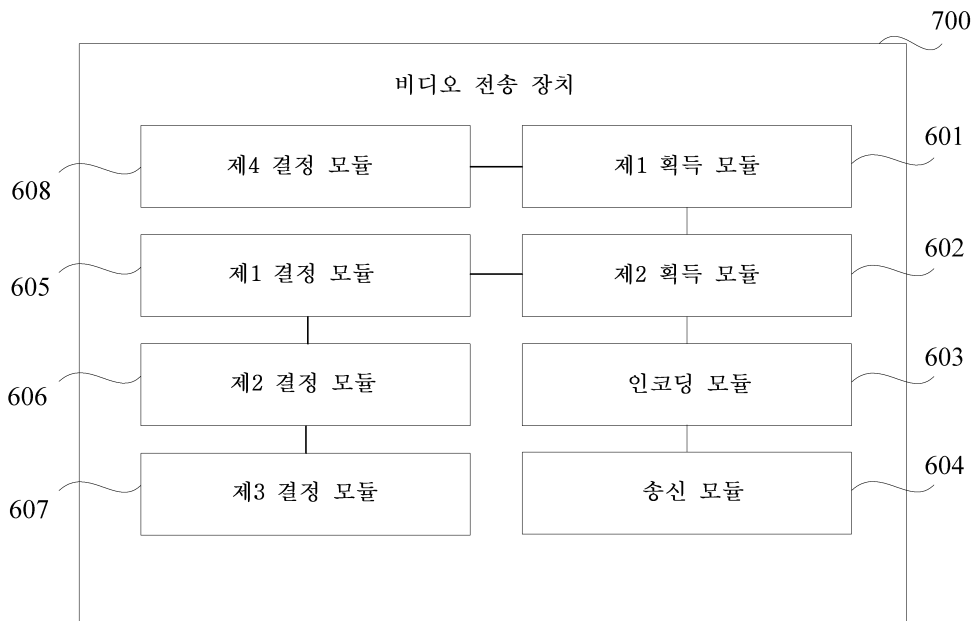 700
비디오 전송 장치
제4 결정 모듈
제1 획득 모듈
601
608
제1 결정 모듈
제2 획득 모듈
602
605
제2 결정 모듈
인코딩 모듈
603
606
제3 결정 모듈
송신 모듈
604
607